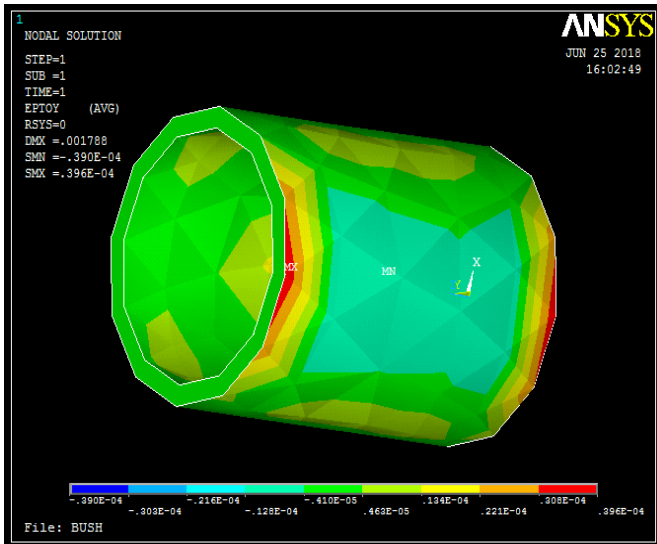 1
NODAL SOLUTION
ANSYS
STEP=1
SUB =1
TIME=1
EPTOY (AVG)
RSYS=0
DMX =.001788
SMN =-.390E-04
SMX =.396E-04
JUN 25 2018
16:02:49
MX
MN
X
Y
-.390E-04 -.216E-04 -.410E-05 .134E-04 .308E-04
-.303E-04 -.128E-04 .463E-05 .221E-04 .396E-04
File: BUSH